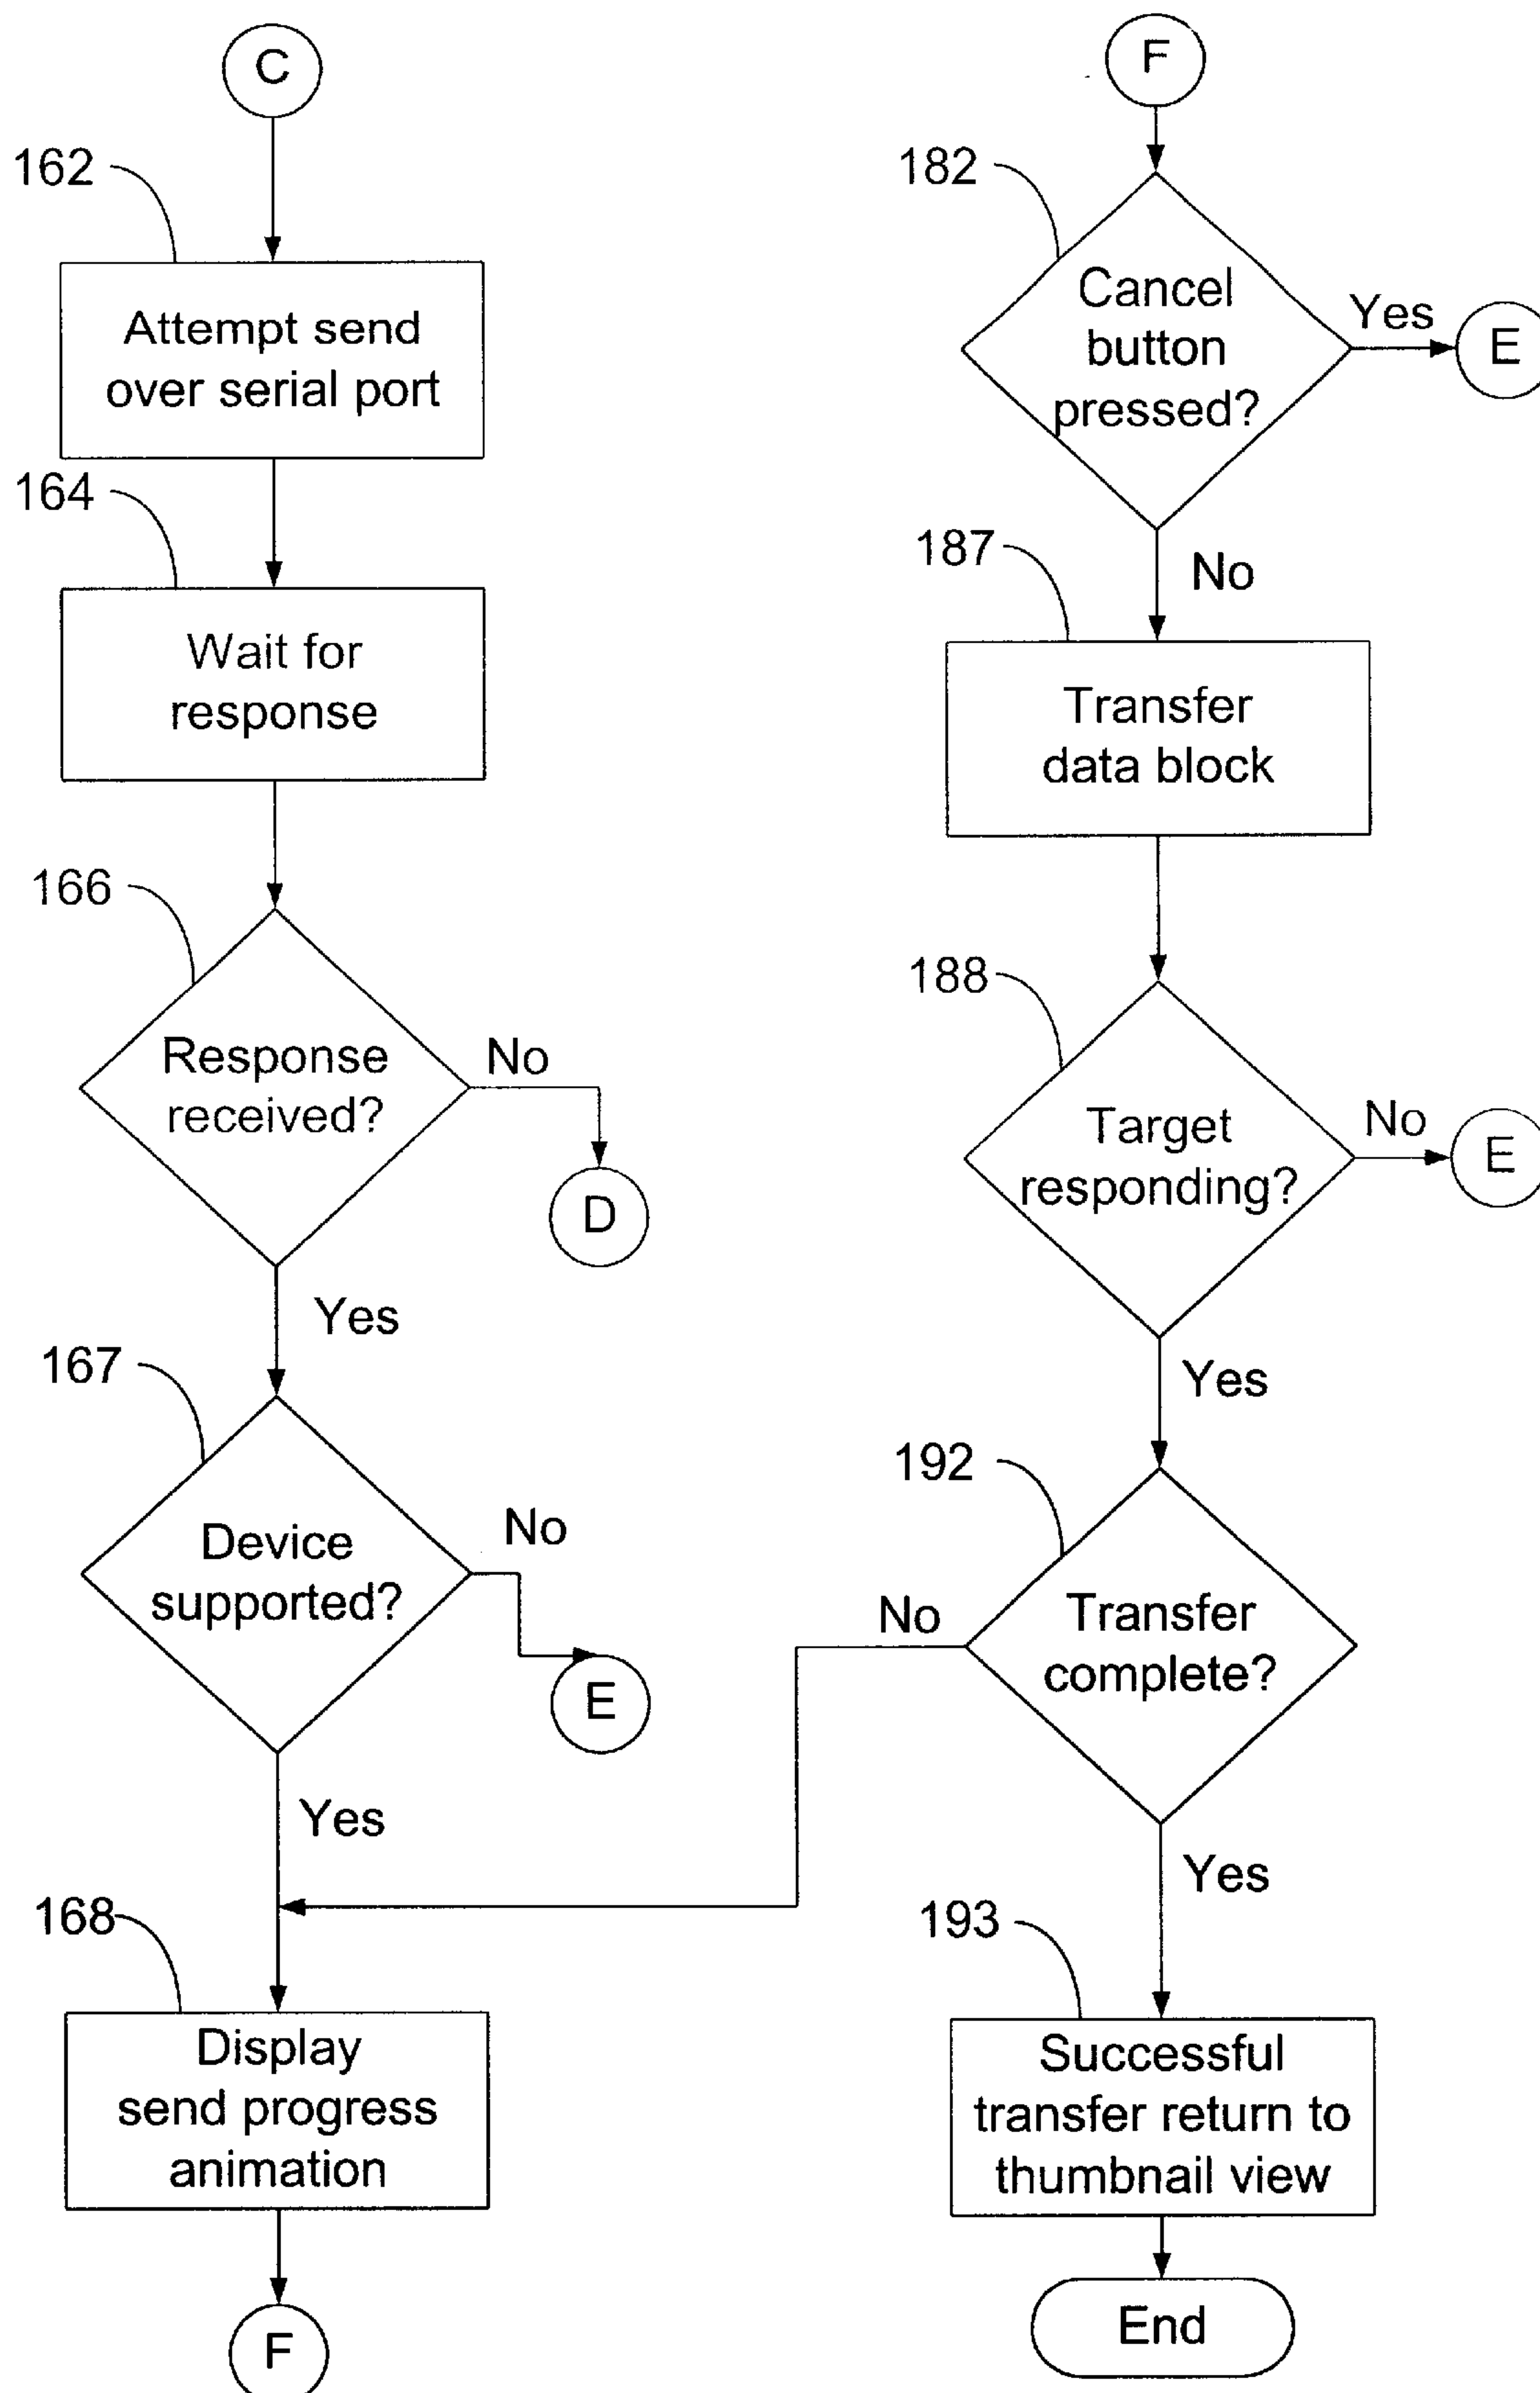 C
162
Attempt send
over serial port
164
Wait for
response
166
Response
received?
No
D
Yes
167
Device
supported?
No
E
Yes
168
Display
send progress
animation
F
F
182
Cancel
button
pressed?
Yes
E
No
187
Transfer
data block
188
Target
responding?
No
E
Yes
192
Transfer
complete?
No
Yes
193
Successful
transfer return to
thumbnail view
End